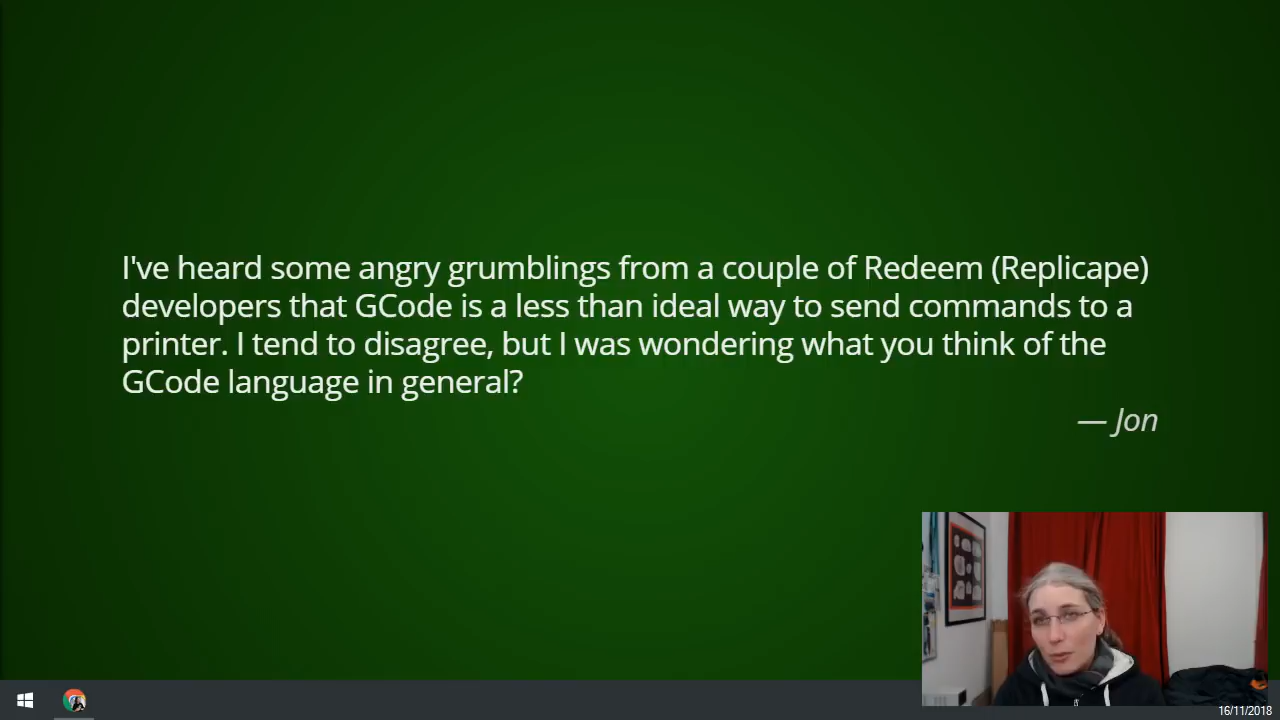 I've heard some angry grumblings from a couple of Redeem (Replicape)
developers that GCode is a less than ideal way to send commands to a
printer. I tend to disagree, but I was wondering what you think of the
GCode language in general?
— Jon
16/11/2018